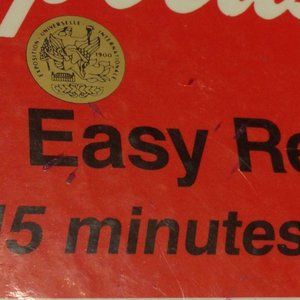 EXPOSITION UNIVERSELLE INTERNATIONALE
1900
Easy Re
15 minutes